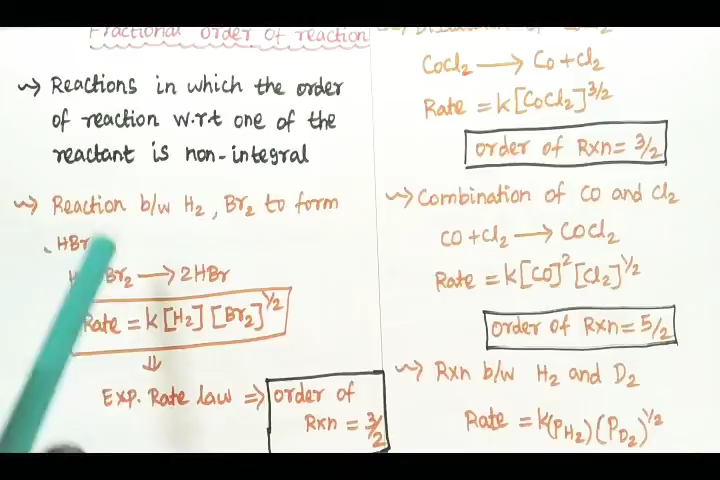 Fractional order of reaction
~> Reactions in which the order
of reaction w.r.t one of the
reactant is non-integral
~> Reaction b/w H₂, Br₂ to form
HBr
Br₂ ⟶ 2HBr
Rate = k[H₂][Br₂]^1/2
⇓
Exp. Rate law => order of
Rxn = 3/2
COCl₂ ⟶ CO + Cl₂
Rate = k[COCl₂]^3/2
order of Rxn = 3/2
~> Combination of CO and Cl₂
CO + Cl₂ ⟶ COCl₂
Rate = k[CO]²[Cl₂]^1/2
order of Rxn = 5/2
~> Rxn b/w H₂ and D₂
Rate = k(P_H₂)(P_D₂)^1/2